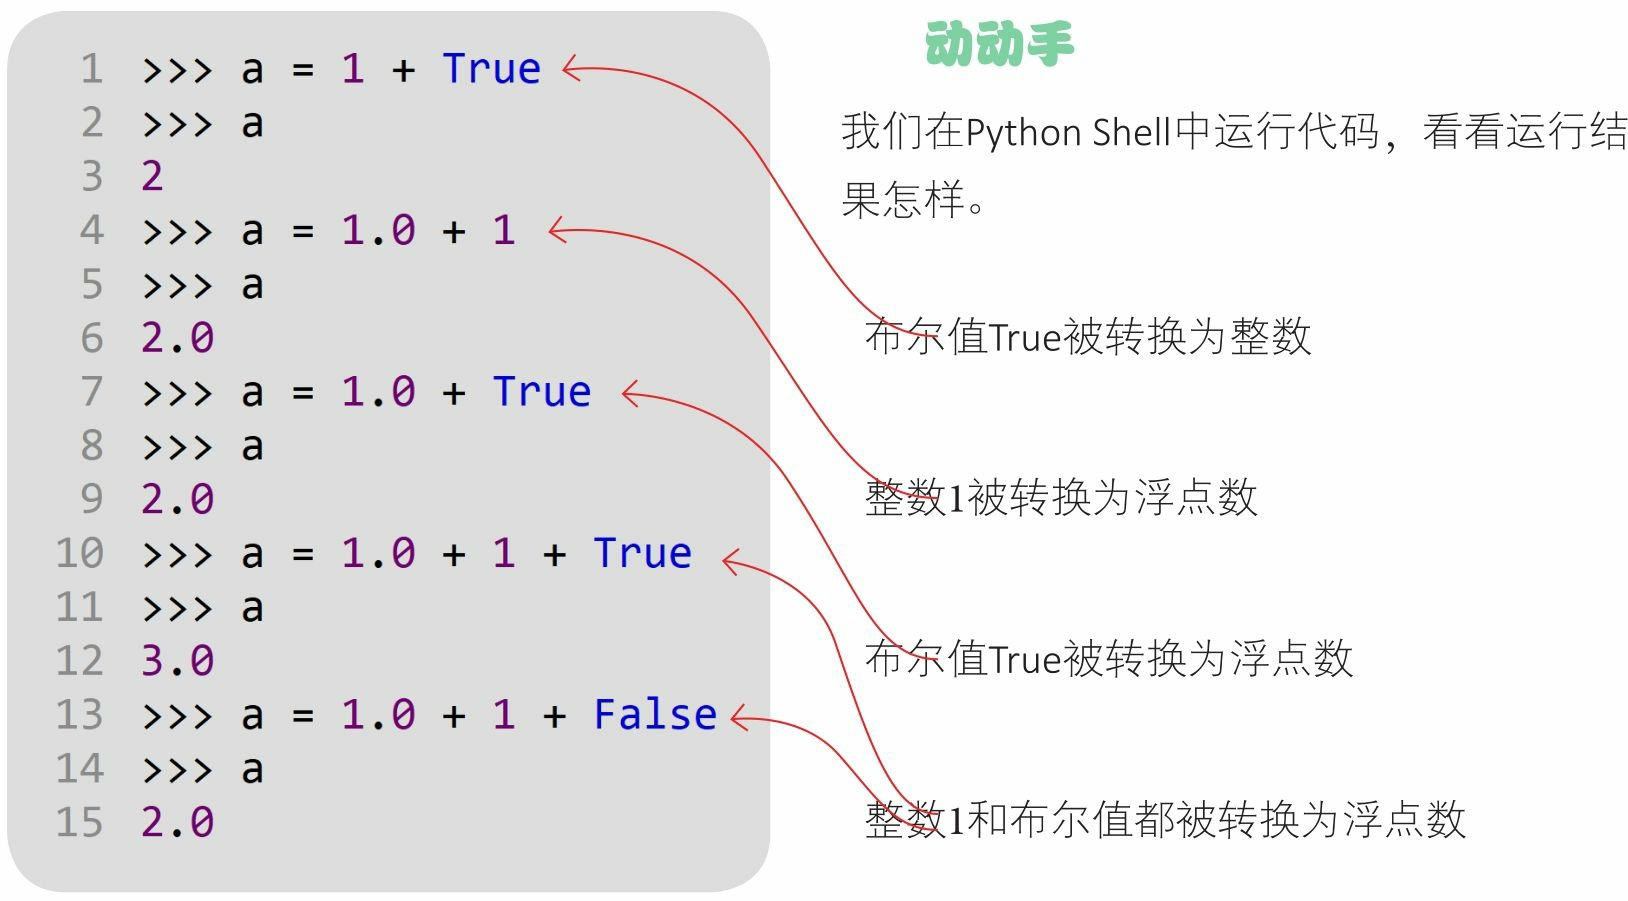 1 >>> a = 1 + True
2 >>> a
3 2
4 >>> a = 1.0 + 1
5 >>> a
6 2.0
7 >>> a = 1.0 + True
8 >>> a
9 2.0
10 >>> a = 1.0 + 1 + True
11 >>> a
12 3.0
13 >>> a = 1.0 + 1 + False
14 >>> a
15 2.0
动动手
我们在Python Shell中运行代码，看看运行结
果怎样。
布尔值True被转换为整数
整数1被转换为浮点数
布尔值True被转换为浮点数
整数1和布尔值都被转换为浮点数